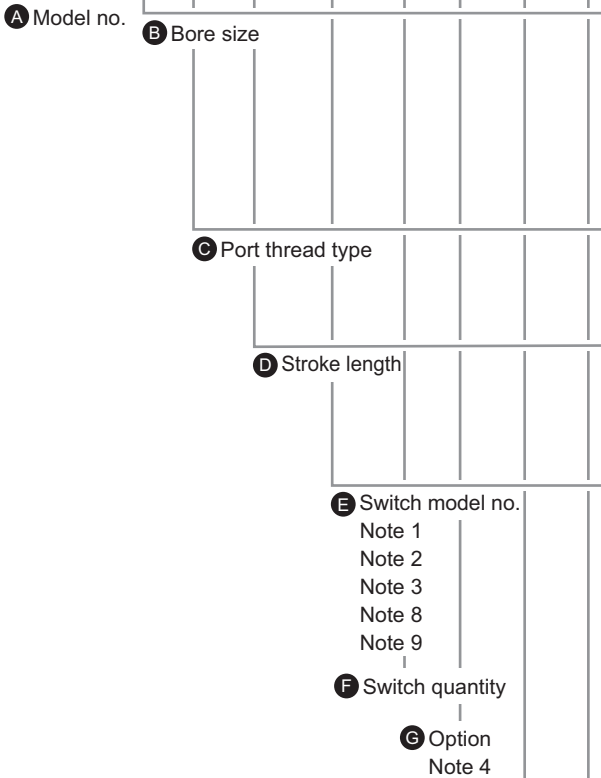 A Model no.
B Bore size
C Port thread type
D Stroke length
E Switch model no.
Note 1
Note 2
Note 3
Note 8
Note 9
F Switch quantity
G Option
Note 4